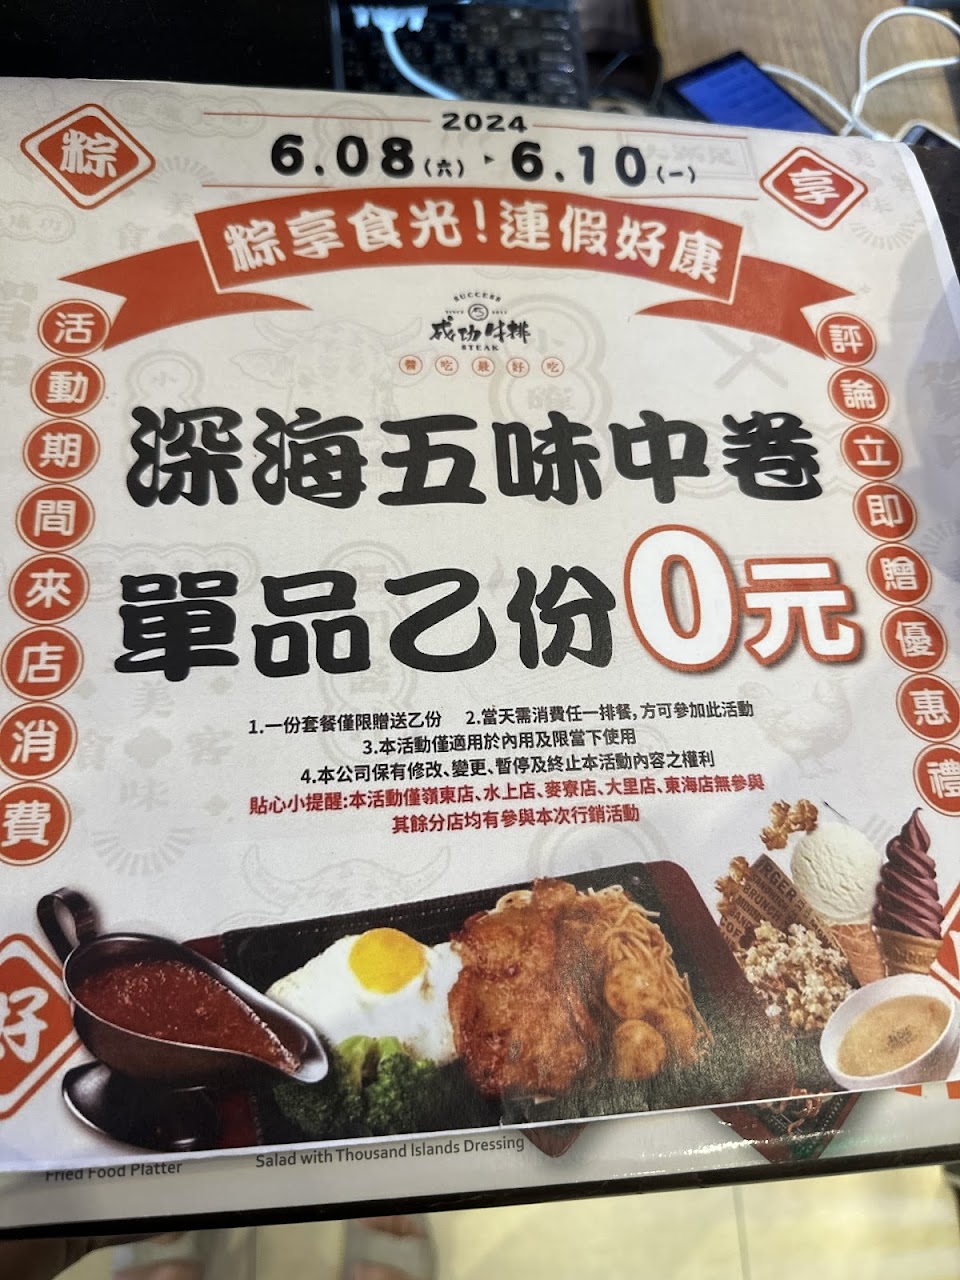 2024
6.08(六)▸6.10(一)
粽
享
粽享食光!連假好康
SUCCESS
成功牛排
STEAK
醬吃最好吃
活動期間來店消費
評論立即贈優惠禮
深海五味中卷
單品乙份0元
1.一份套餐僅限贈送乙份 2.當天需消費任一排餐,方可參加此活動
3.本活動僅適用於內用及限當下使用
4.本公司保有修改、變更、暫停及終止本活動內容之權利
貼心小提醒:本活動僅嶺東店、水上店、麥寮店、大里店、東海店無參與
其餘分店均有參與本次行銷活動
好
Fried Food Platter
Salad with Thousand Islands Dressing